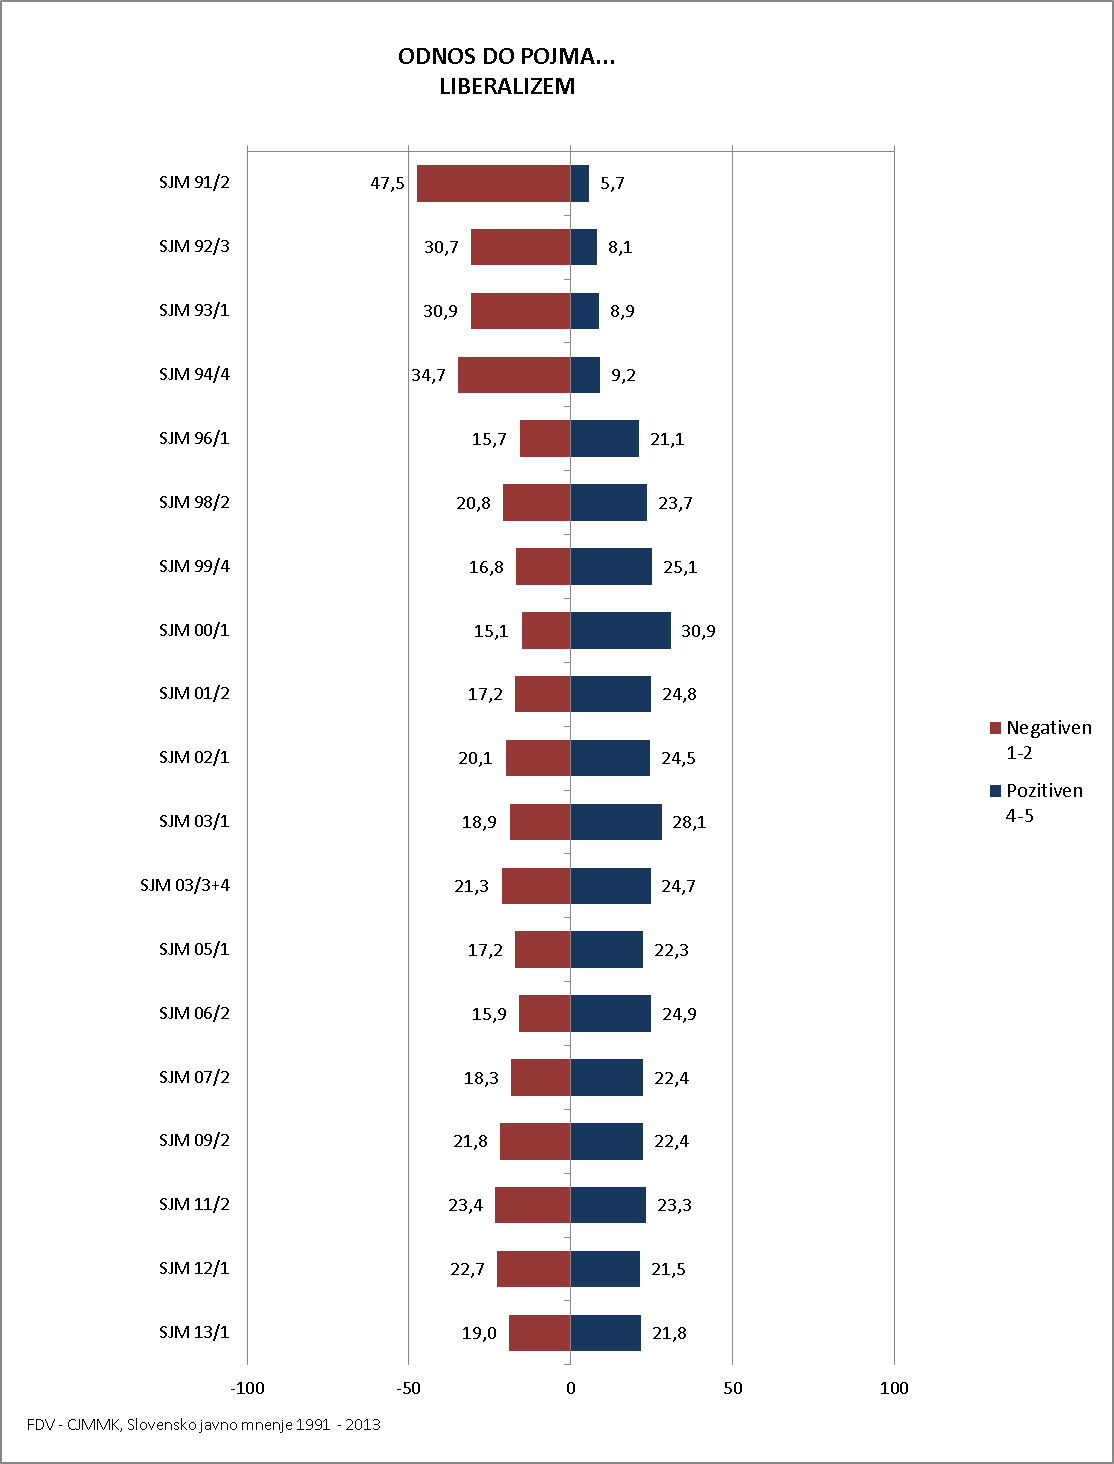 ODNOS DO POJMA...
LIBERALIZEM
SJM 91/2 47,5 5,7
SJM 92/3 30,7 8,1
SJM 93/1 30,9 8,9
SJM 94/4 34,7 9,2
SJM 96/1 15,7 21,1
SJM 98/2 20,8 23,7
SJM 99/4 16,8 25,1
SJM 00/1 15,1 30,9
SJM 01/2 17,2 24,8
SJM 02/1 20,1 24,5
SJM 03/1 18,9 28,1
SJM 03/3+4 21,3 24,7
SJM 05/1 17,2 22,3
SJM 06/2 15,9 24,9
SJM 07/2 18,3 22,4
SJM 09/2 21,8 22,4
SJM 11/2 23,4 23,3
SJM 12/1 22,7 21,5
SJM 13/1 19,0 21,8
-100 -50 0 50 100
Negativen
1-2
Pozitiven
4-5
FDV - CJMMK, Slovensko javno mnenje 1991 - 2013